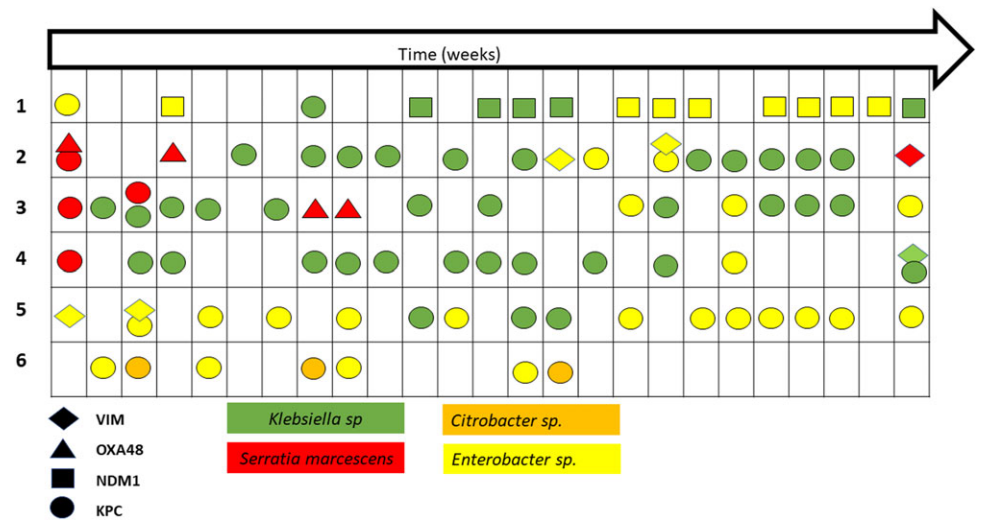 Time (weeks)
1
2
3
4
5
6
VIM
OXA48
NDM1
KPC
Klebsiella sp
Citrobacter sp.
Serratia marcescens
Enterobacter sp.